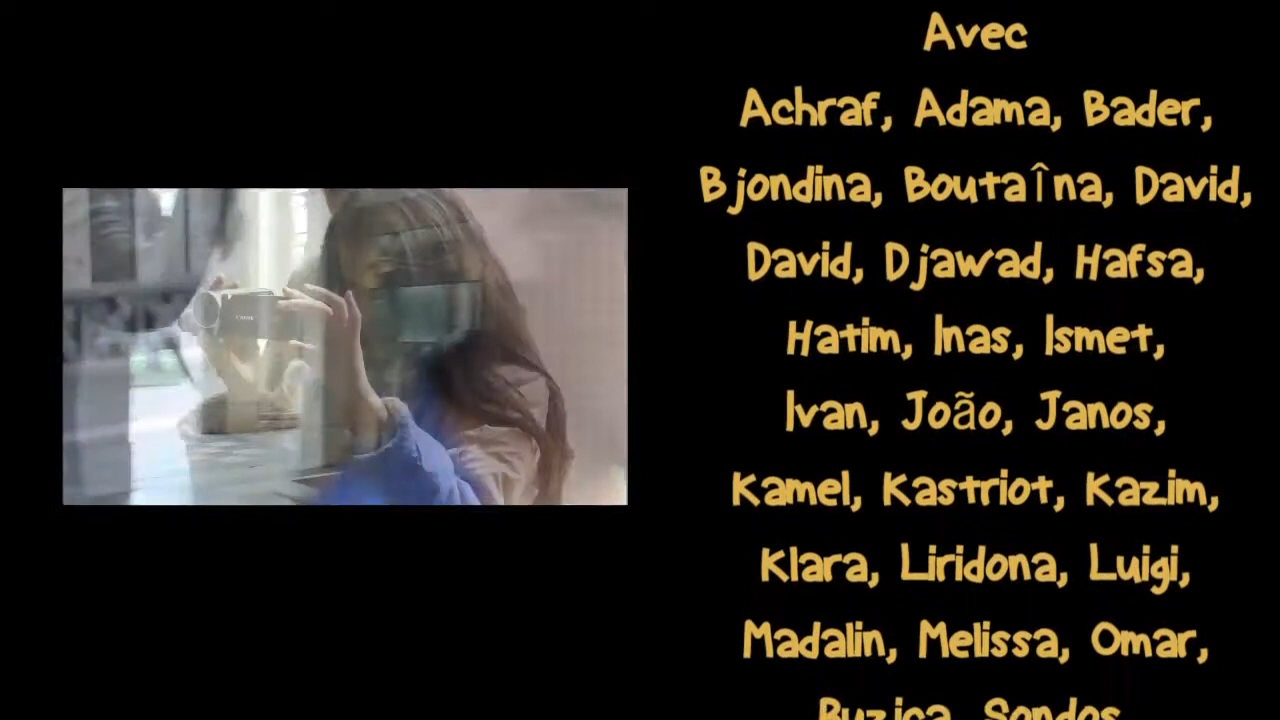 Avec
Achraf, Adama, Bader,
Bjondina, Boutaîna, David,
David, Djawad, Hafsa,
Hatim, Inas, Ismet,
Ivan, João, Janos,
Kamel, Kastriot, Kazim,
Klara, Liridona, Luigi,
Madalin, Melissa, Omar,
Sondos